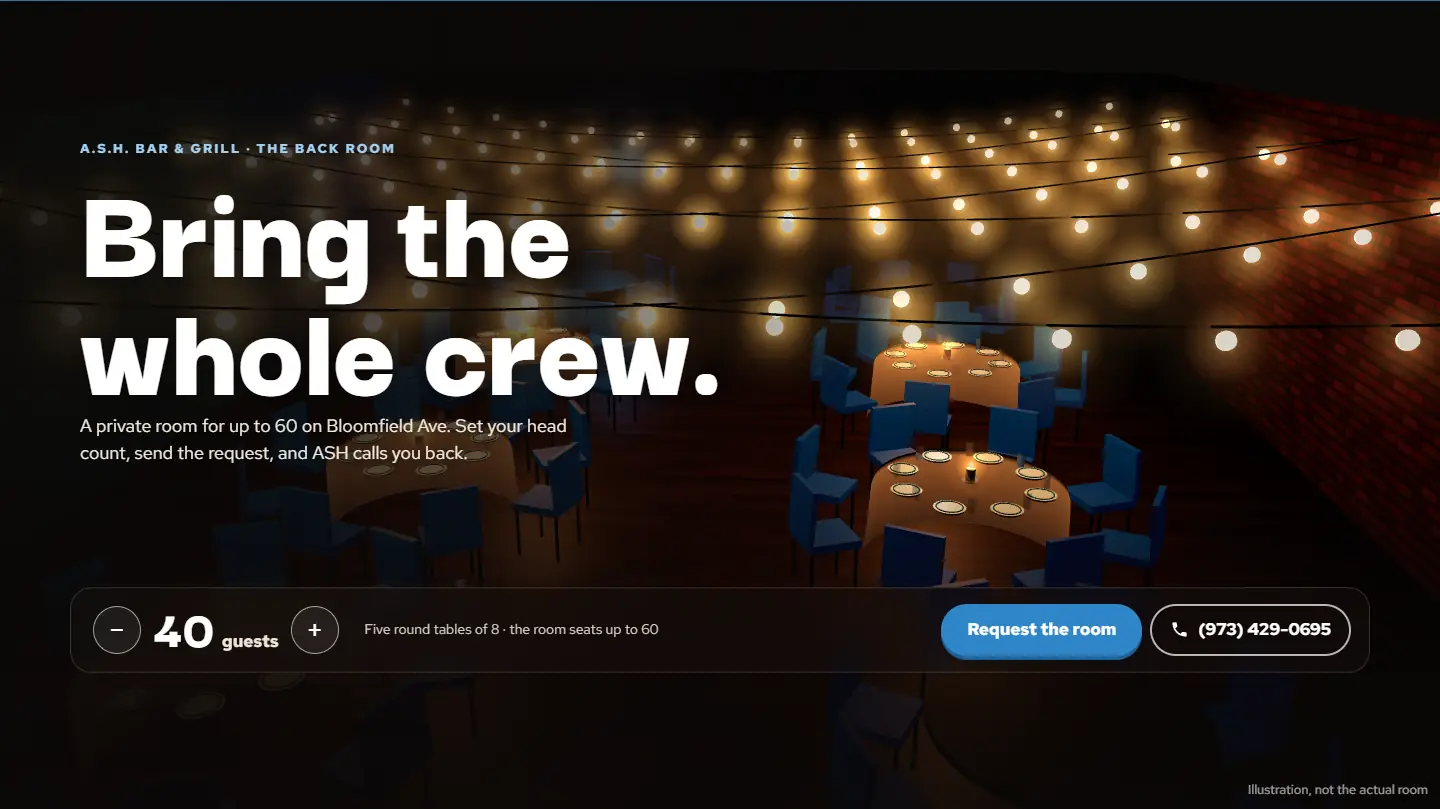 A.S.H. BAR & GRILL · THE BACK ROOM
Bring the
whole crew.
A private room for up to 60 on Bloomfield Ave. Set your head
count, send the request, and ASH calls you back.
− 40 guests +
Five round tables of 8 · the room seats up to 60
Request the room
(973) 429-0695
Illustration, not the actual room